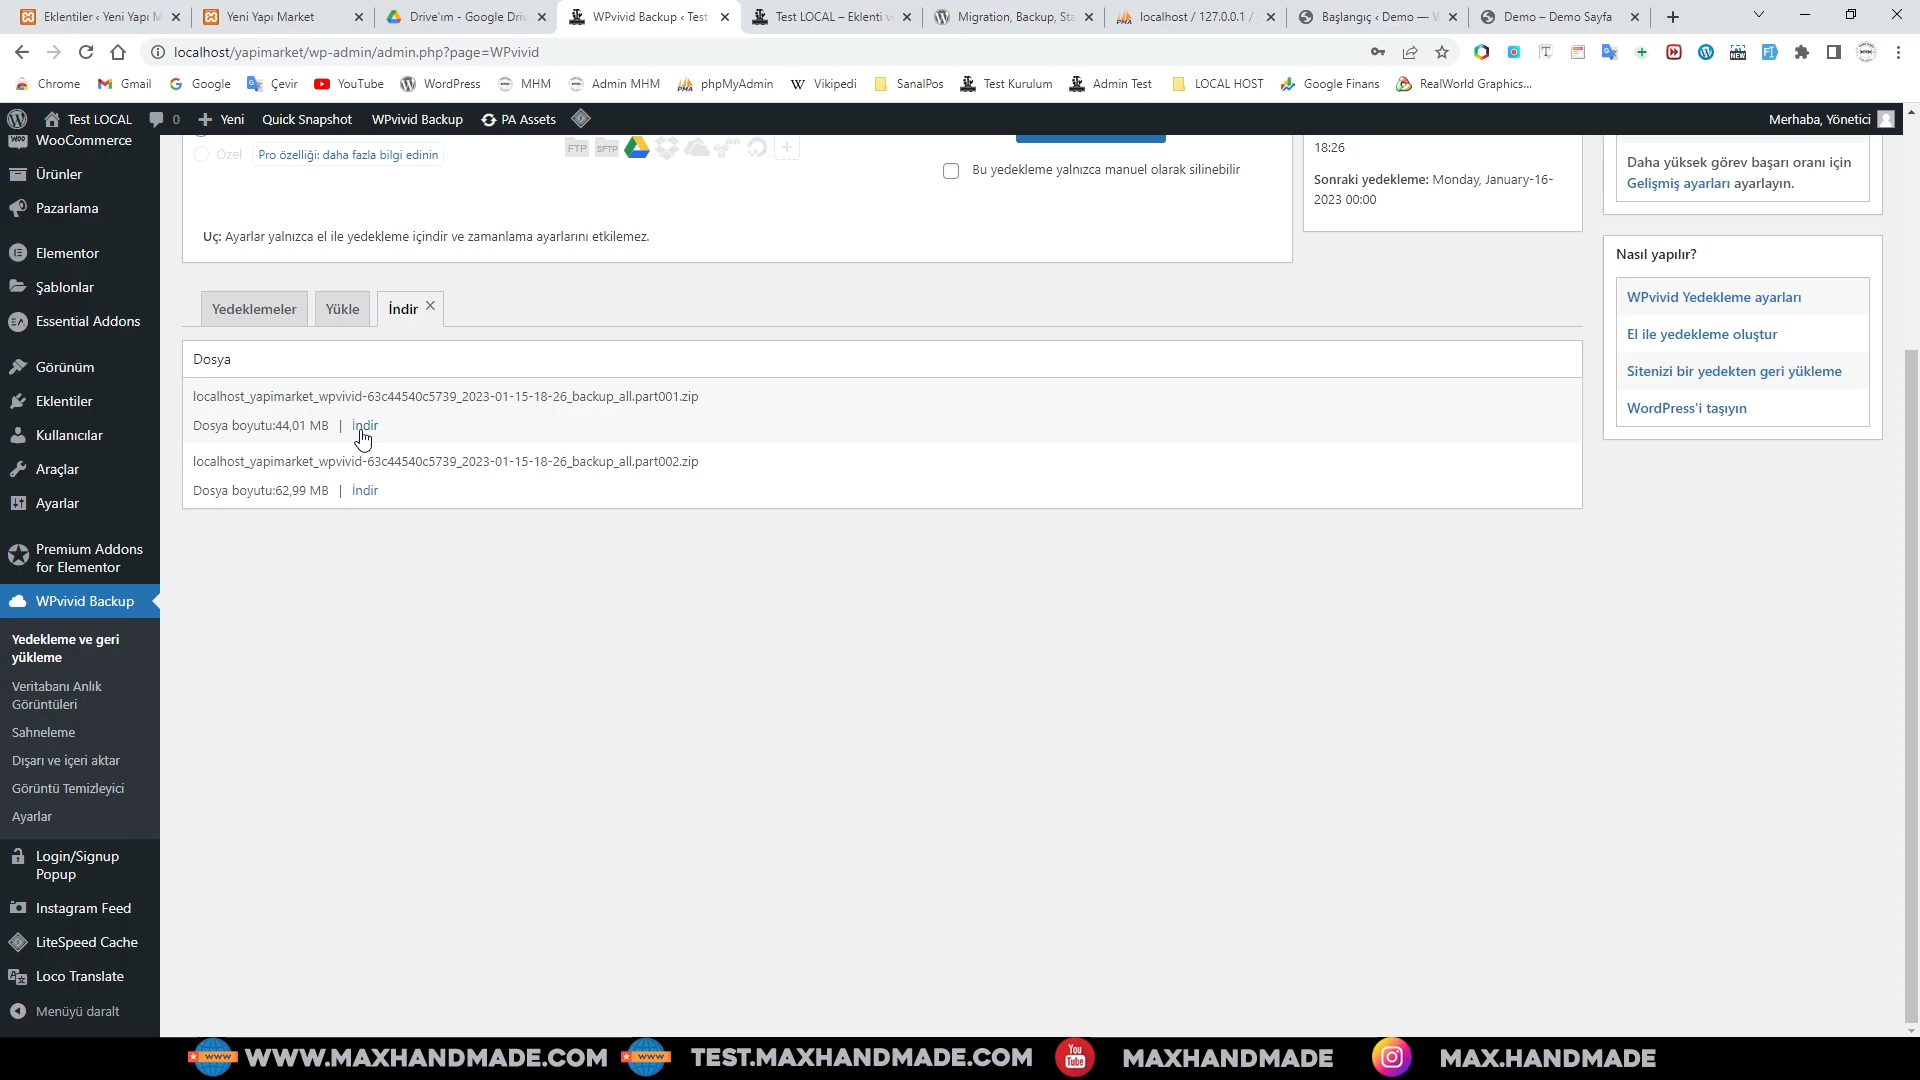 Eklentiler ‹ Yeni Yapı M
Yeni Yapı Market
Drive'ım - Google Driv
WPvivid Backup ‹ Test
Test LOCAL – Eklenti v
Migration, Backup, Sta
localhost / 127.0.0.1 /
Başlangıç ‹ Demo — W
Demo – Demo Sayfa
localhost/yapimarket/wp-admin/admin.php?page=WPvivid
Chrome
Gmail
Google
Çevir
YouTube
WordPress
MHM
Admin MHM
phpMyAdmin
Vikipedi
SanalPos
Test Kurulum
Admin Test
LOCAL HOST
Google Finans
RealWorld Graphics...
Test LOCAL
0
Yeni
Quick Snapshot
WPvivid Backup
PA Assets
Merhaba, Yönetici
WooCommerce
Ürünler
Pazarlama
Elementor
Şablonlar
Essential Addons
Görünüm
Eklentiler
Kullanıcılar
Araçlar
Ayarlar
Premium Addons
for Elementor
WPvivid Backup
Yedekleme ve geri
yükleme
Veritabanı Anlık
Görüntüleri
Sahneleme
Dışarı ve içeri aktar
Görüntü Temizleyici
Ayarlar
Login/Signup
Popup
Instagram Feed
LiteSpeed Cache
Loco Translate
Menüyü daralt
Özel
Pro özelliği: daha fazla bilgi edinin
FTP
SFTP
Bu yedekleme yalnızca manuel olarak silinebilir
Uç: Ayarlar yalnızca el ile yedekleme içindir ve zamanlama ayarlarını etkilemez.
18:26
Sonraki yedekleme: Monday, January-16-
2023 00:00
Daha yüksek görev başarı oranı için
Gelişmiş ayarları ayarlayın.
Nasıl yapılır?
WPvivid Yedekleme ayarları
El ile yedekleme oluştur
Sitenizi bir yedekten geri yükleme
WordPress'i taşıyın
Yedeklemeler
Yükle
İndir
Dosya
localhost_yapimarket_wpvivid-63c44540c5739_2023-01-15-18-26_backup_all.part001.zip
Dosya boyutu:44,01 MB | İndir
localhost_yapimarket_wpvivid-63c44540c5739_2023-01-15-18-26_backup_all.part002.zip
Dosya boyutu:62,99 MB | İndir
WWW.MAXHANDMADE.COM
TEST.MAXHANDMADE.COM
MAXHANDMADE
MAX.HANDMADE